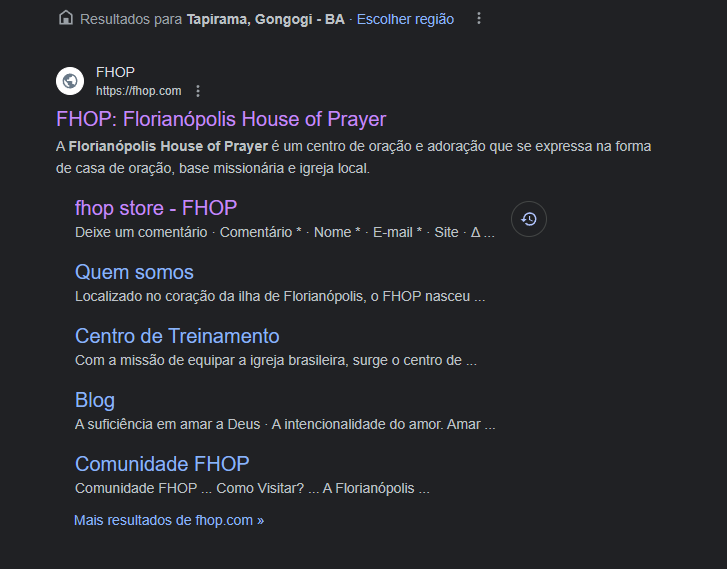 Resultados para Tapirama, Gongogi - BA · Escolher região
FHOP
https://fhop.com
FHOP: Florianópolis House of Prayer
A Florianópolis House of Prayer é um centro de oração e adoração que se expressa na forma
de casa de oração, base missionária e igreja local.
fhop store - FHOP
Deixe um comentário · Comentário * · Nome * · E-mail * · Site · Δ ...
Quem somos
Localizado no coração da ilha de Florianópolis, o FHOP nasceu ...
Centro de Treinamento
Com a missão de equipar a igreja brasileira, surge o centro de ...
Blog
A suficiência em amar a Deus · A intencionalidade do amor. Amar ...
Comunidade FHOP
Comunidade FHOP ... Como Visitar? ... A Florianópolis ...
Mais resultados de fhop.com »